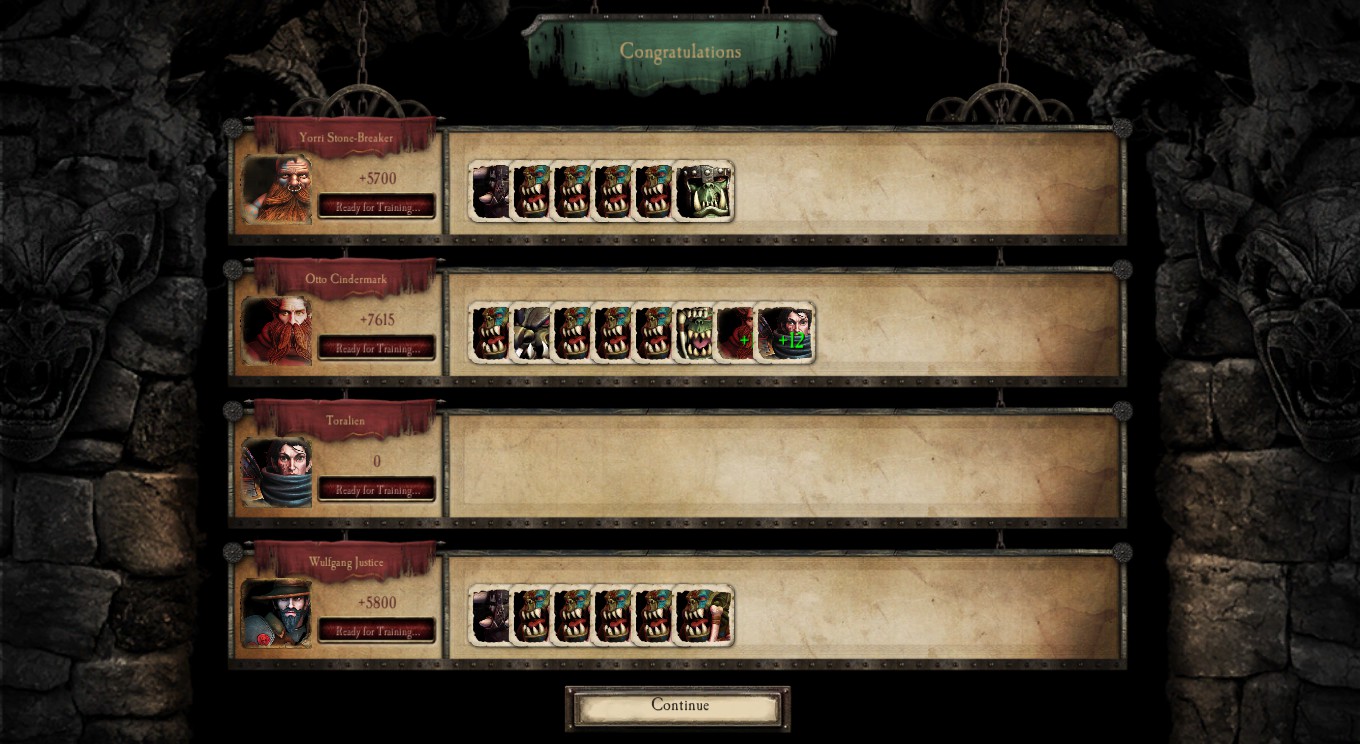 Congratulations
Yorri Stone-Breaker
+5700
Ready for Training...
Otto Cindermark
+7615
Ready for Training...
+
+12
Toralien
0
Ready for Training...
Wulfgang Justice
+5800
Ready for Training...
Continue